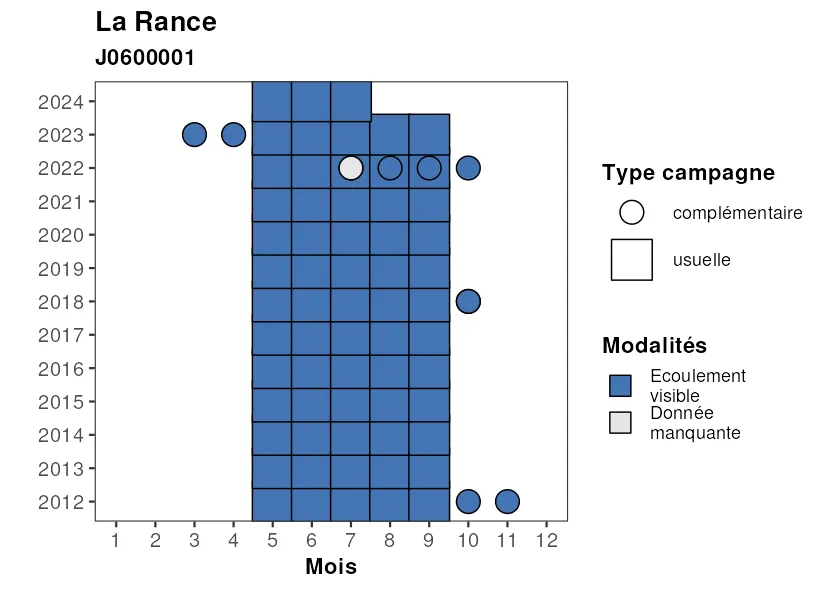 La Rance
J0600001
2024
2023
2022
2021
2020
2019
2018
2017
2016
2015
2014
2013
2012
1 2 3 4 5 6 7 8 9 10 11 12
Mois
Type campagne
complémentaire
usuelle
Modalités
Ecoulement
visible
Donnée
manquante